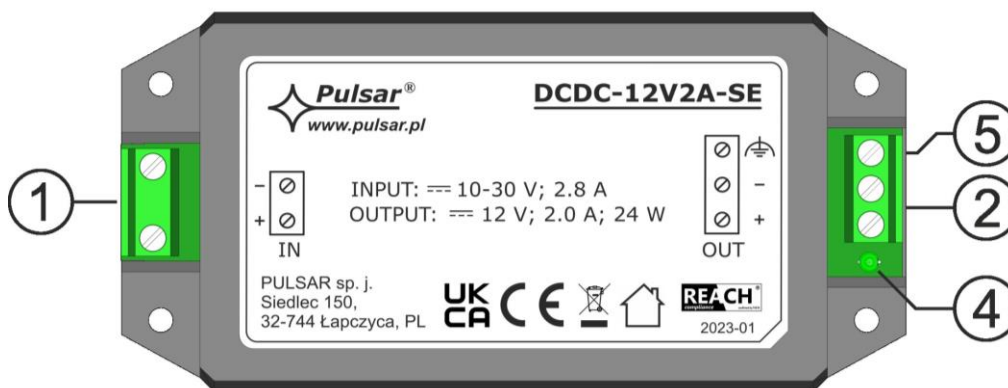 Pulsar®
www.pulsar.pl
DCDC-12V2A-SE
INPUT: ⎓ 10-30 V; 2.8 A
OUTPUT: ⎓ 12 V; 2.0 A; 24 W
-
+
IN
-
+
OUT
PULSAR sp. j.
Siedlec 150,
32-744 Łapczyca, PL
UK
CA
CE
REACH
compliance
2023-01
1
5
2
4